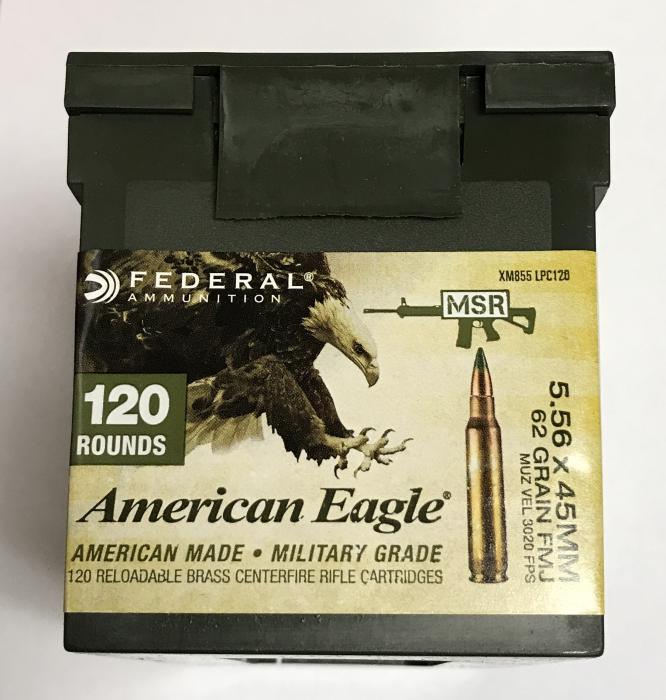 FEDERAL®
AMMUNITION
XM855 LPC120
MSR
120
ROUNDS
5.56 x 45MM
62 GRAIN FMJ
MUZ VEL 3020 FPS
American Eagle®
AMERICAN MADE • MILITARY GRADE
120 RELOADABLE BRASS CENTERFIRE RIFLE CARTRIDGES